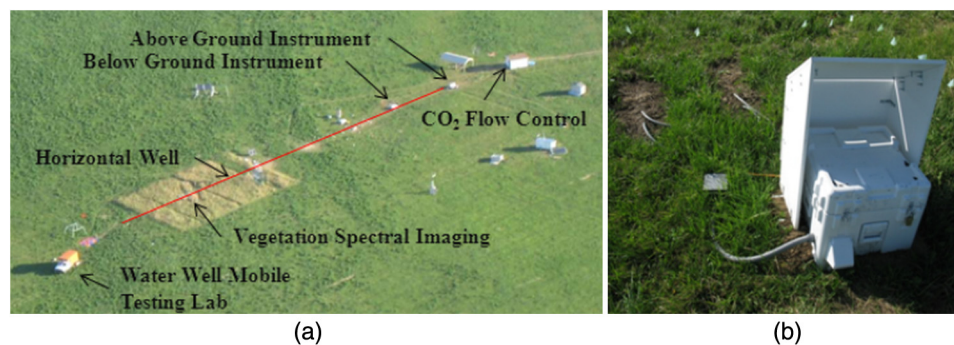 Above Ground Instrument
Below Ground Instrument
CO₂ Flow Control
Horizontal Well
Vegetation Spectral Imaging
Water Well Mobile
Testing Lab
(a)
(b)